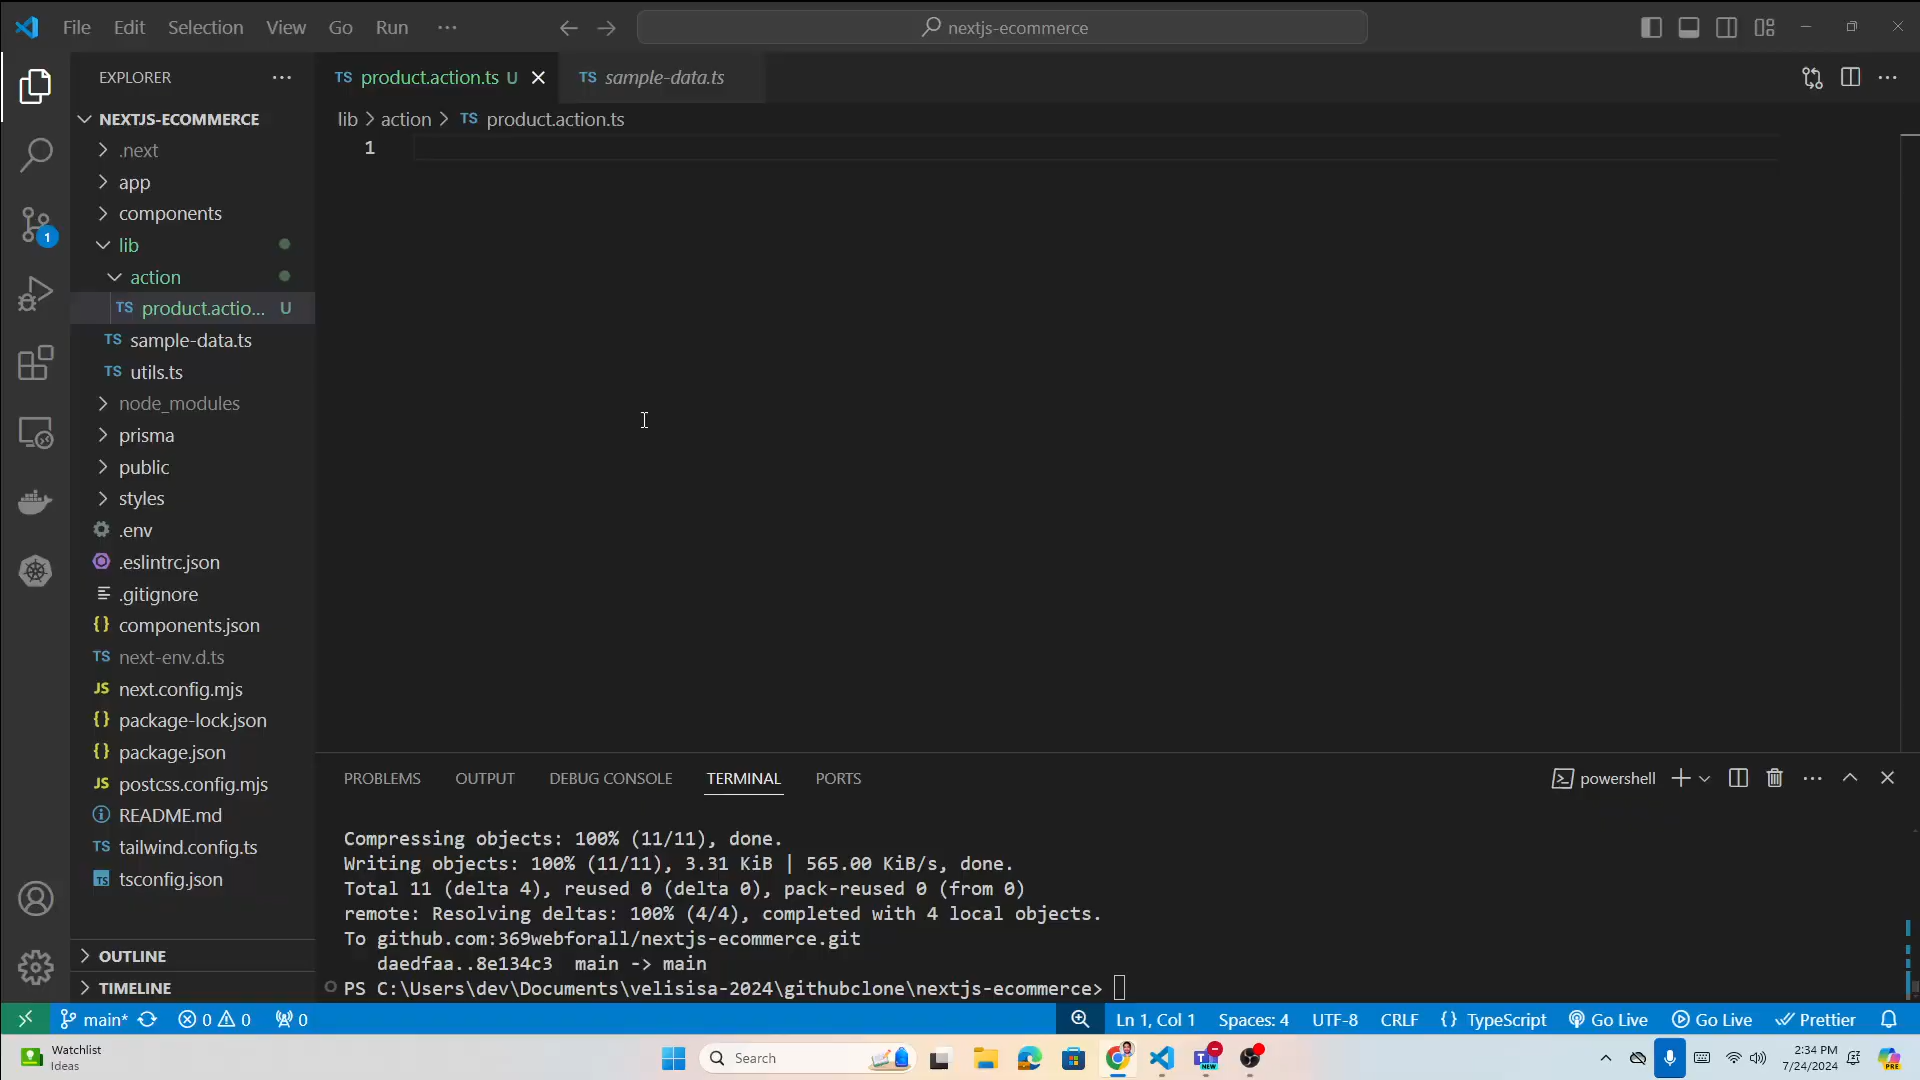 File Edit Selection View Go Run ...
nextjs-ecommerce
EXPLORER ...
NEXTJS-ECOMMERCE
.next
app
components
lib
action
TS product.actio... U
TS sample-data.ts
TS utils.ts
node_modules
prisma
public
styles
.env
.eslintrc.json
.gitignore
{} components.json
TS next-env.d.ts
JS next.config.mjs
{} package-lock.json
{} package.json
JS postcss.config.mjs
README.md
TS tailwind.config.ts
TS tsconfig.json
OUTLINE
TIMELINE
1
TS product.action.ts U
TS sample-data.ts
lib > action > TS product.action.ts
1
PROBLEMS OUTPUT DEBUG CONSOLE TERMINAL PORTS
powershell
Compressing objects: 100% (11/11), done.
Writing objects: 100% (11/11), 3.31 KiB | 565.00 KiB/s, done.
Total 11 (delta 4), reused 0 (delta 0), pack-reused 0 (from 0)
remote: Resolving deltas: 100% (4/4), completed with 4 local objects.
To github.com:369webforall/nextjs-ecommerce.git
daedfaa..8e134c3 main -> main
PS C:\Users\dev\Documents\velisisa-2024\githubclone\nextjs-ecommerce>
main* 0 0 0
Ln 1, Col 1 Spaces: 4 UTF-8 CRLF {} TypeScript Go Live Go Live Prettier
Watchlist
Ideas
Search
NEW
2:34 PM
7/24/2024
PRE